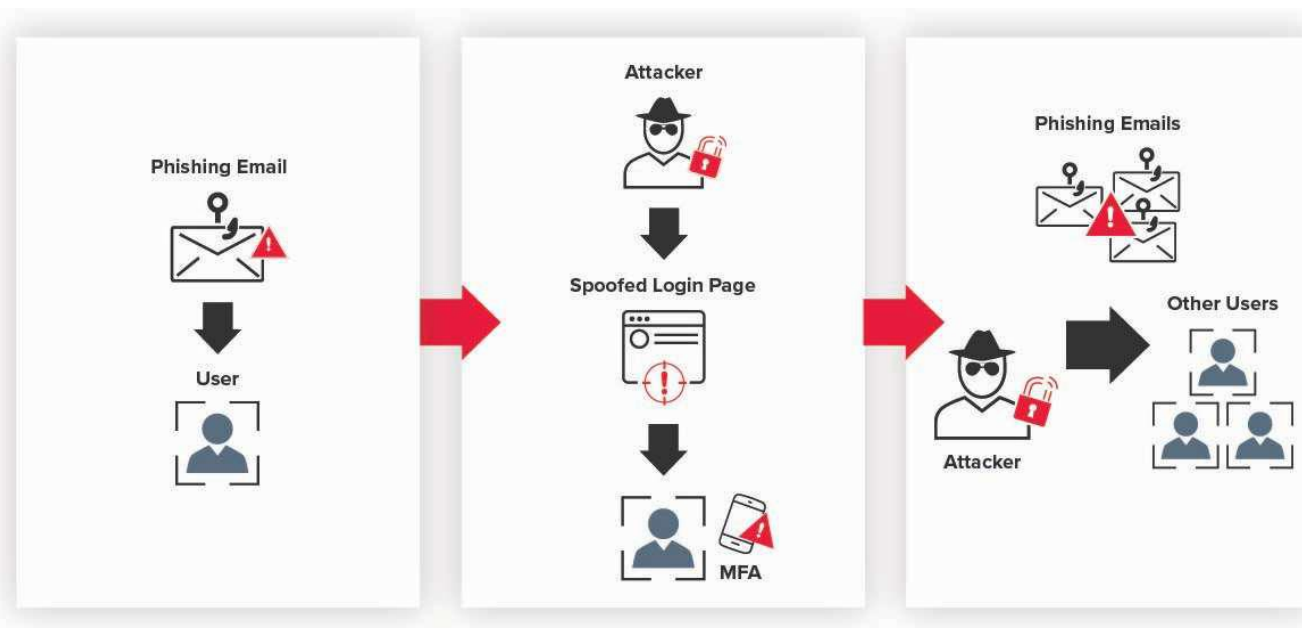 Phishing Email
User
Attacker
Spoofed Login Page
MFA
Phishing Emails
Other Users
Attacker